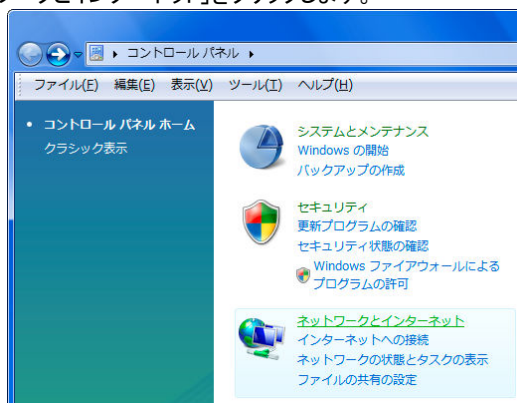 ークとインターネット」をクリックします。
コントロール パネル
ファイル(F) 編集(E) 表示(V) ツール(T) ヘルプ(H)
コントロール パネル ホーム
クラシック表示
システムとメンテナンス
Windows の開始
バックアップの作成
セキュリティ
更新プログラムの確認
セキュリティ状態の確認
Windows ファイアウォールによる
プログラムの許可
ネットワークとインターネット
インターネットへの接続
ネットワークの状態とタスクの表示
ファイルの共有の設定